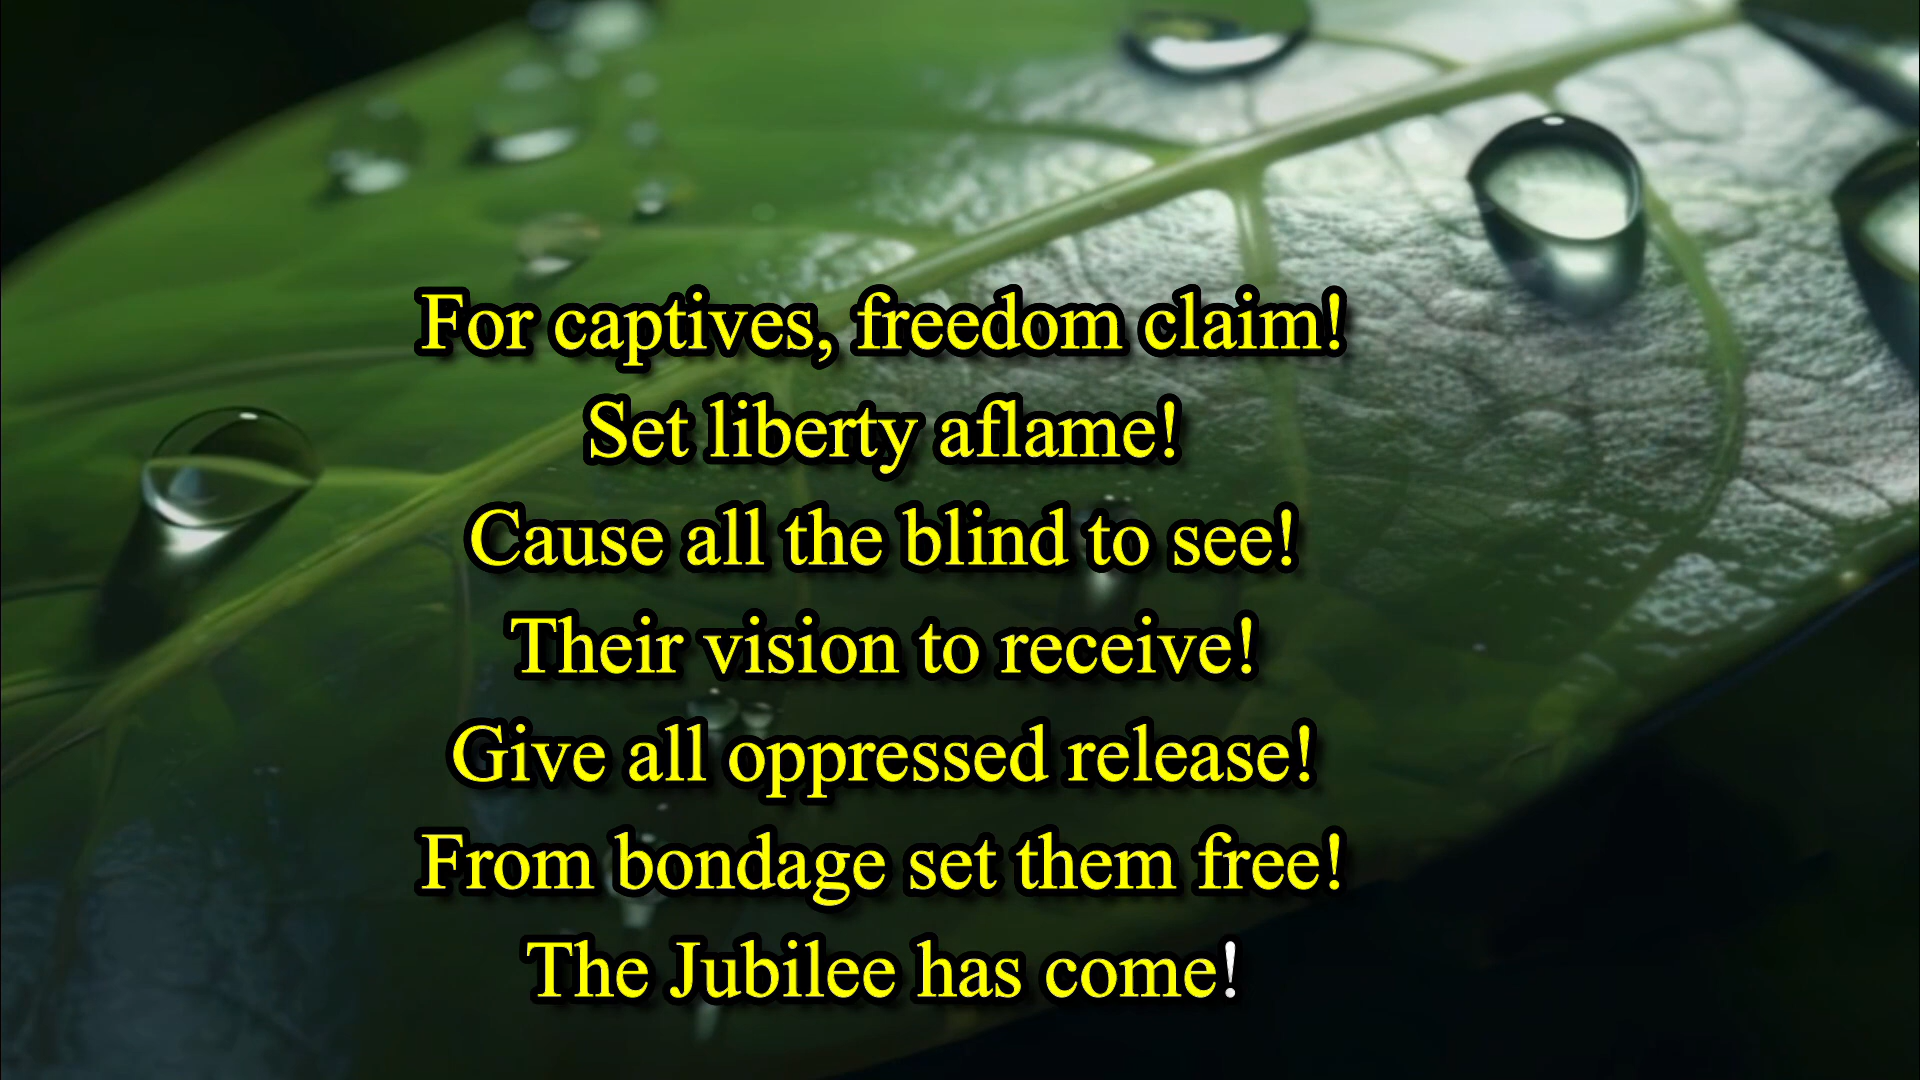 For captives, freedom claim!
Set liberty aflame!
Cause all the blind to see!
Their vision to receive!
Give all oppressed release!
From bondage set them free!
The Jubilee has come!